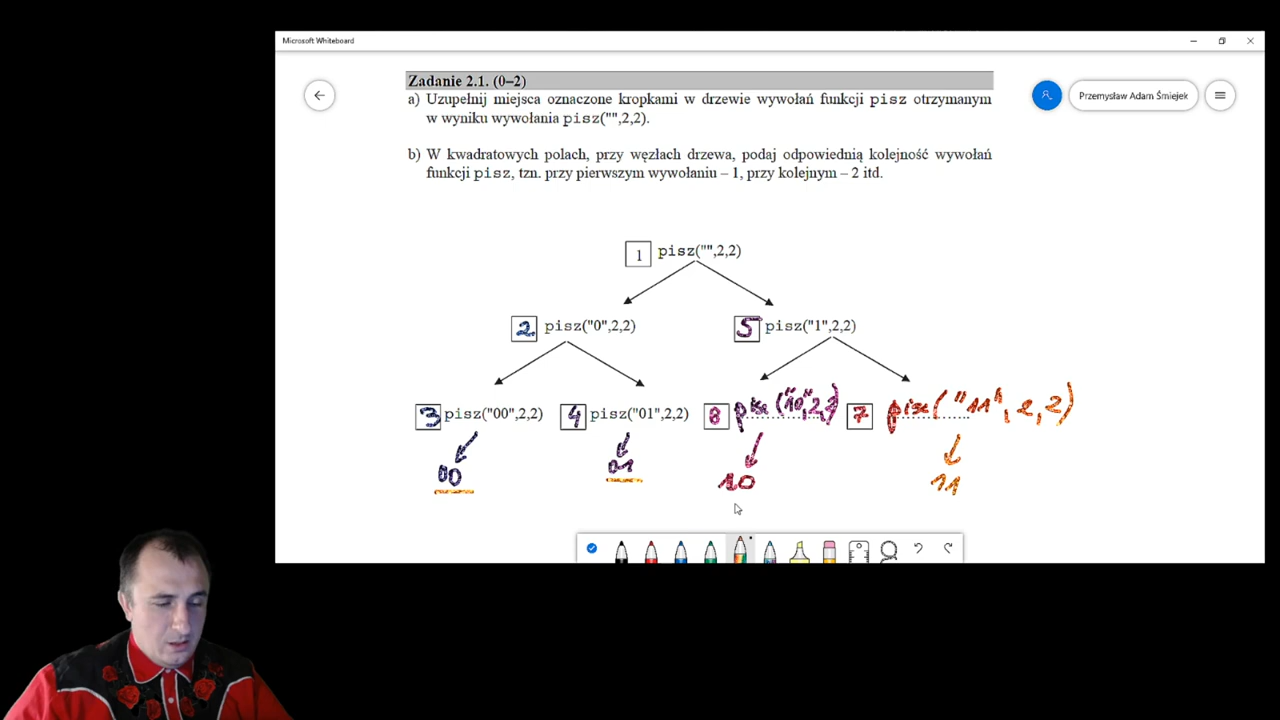 Microsoft Whiteboard
Zadanie 2.1. (0–2)
a) Uzupełnij miejsca oznaczone kropkami w drzewie wywołań funkcji pisz otrzymanym
w wyniku wywołania pisz("",2,2).
Przemysław Adam Śmiejek
b) W kwadratowych polach, przy węzłach drzewa, podaj odpowiednią kolejność wywołań
funkcji pisz, tzn. przy pierwszym wywołaniu – 1, przy kolejnym – 2 itd.
1 pisz("",2,2)
2 pisz("0",2,2) 5 pisz("1",2,2)
3 pisz("00",2,2) 4 pisz("01",2,2) 8 pisz("10",2,2) 7 pisz("11",2,2)
00 01 10 11